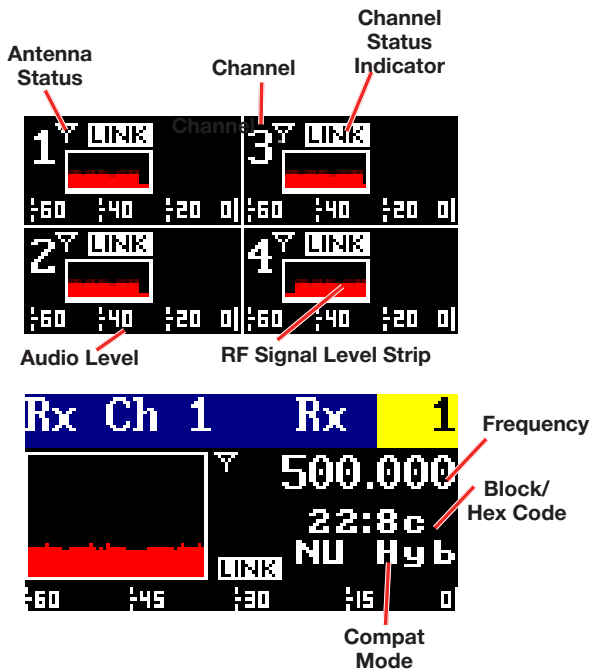 Channel
Status
Indicator
Antenna
Status
Channel
1 LINK
-60 -40 -20 0
Channel
3 LINK
-60 -40 -20 0
2 LINK
-60 -40 -20 0
4 LINK
-60 -40 -20 0
Audio Level
RF Signal Level Strip
Rx Ch 1 Rx 1
Frequency
500.000
Block/
Hex Code
22:8c
NU Hyb
LINK
-60 -45 -30 -15 0
Compat
Mode